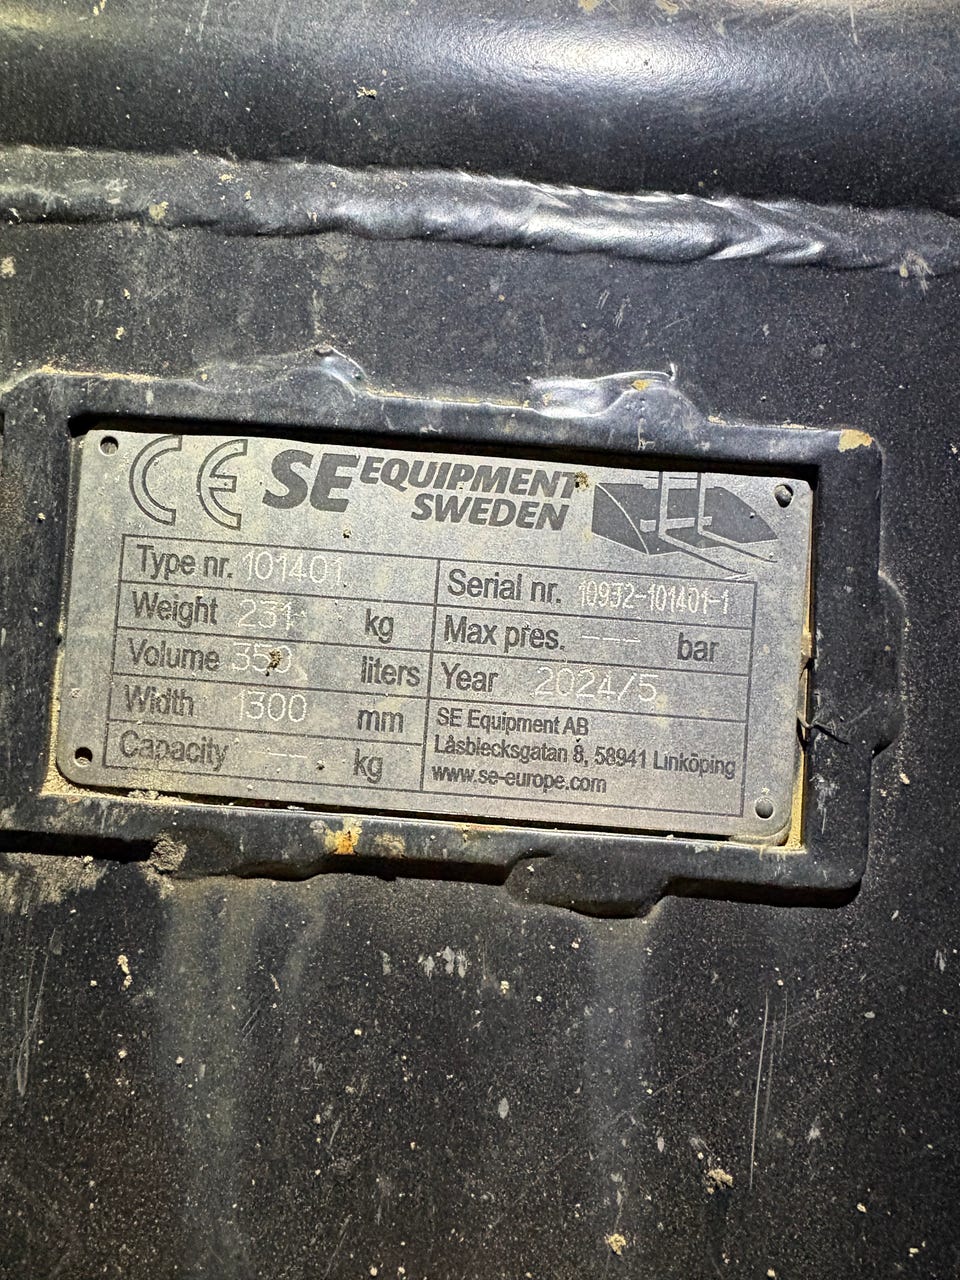 CE SE EQUIPMENT
SWEDEN
Type nr. 101401
Serial nr. 10932-101401-1
Weight 231 kg
Max pres. --- bar
Volume 350 liters
Year 2024/5
Width 1300 mm
Capacity --- kg
SE Equipment AB
Låsblecksgatan 8, 58941 Linköping
www.se-europe.com